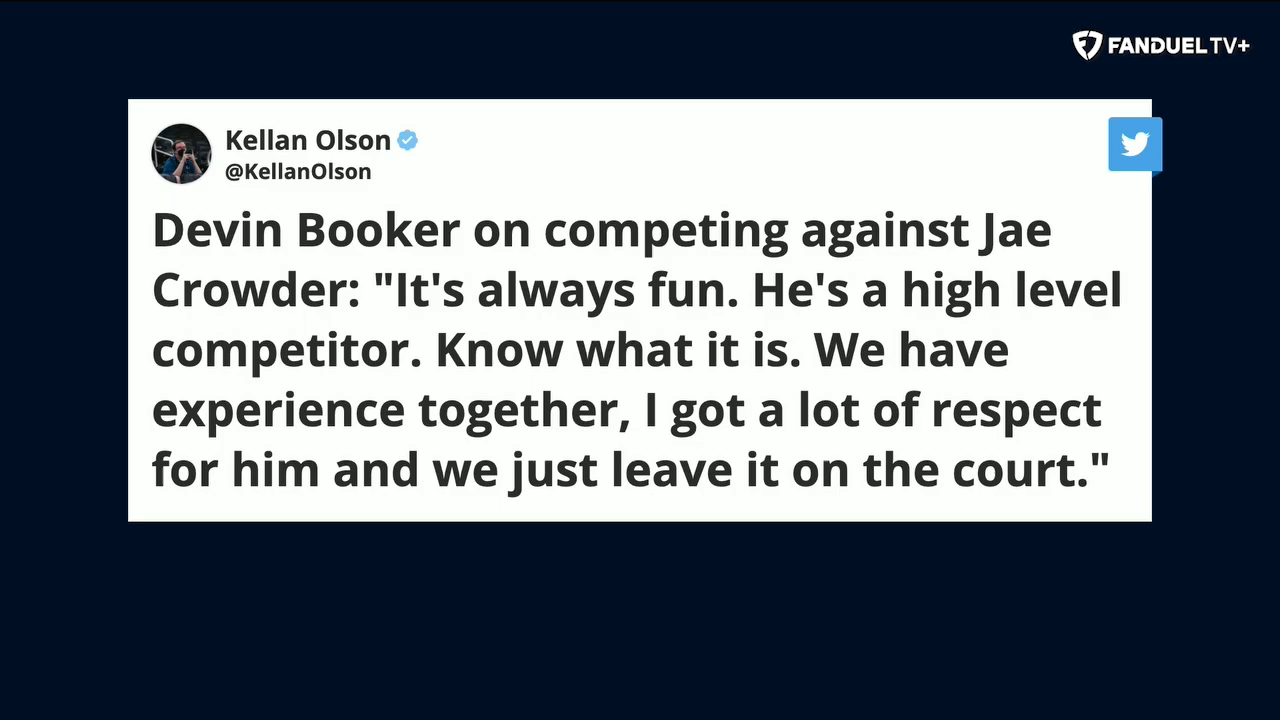 FANDUEL TV+
Kellan Olson
@KellanOlson
Devin Booker on competing against Jae
Crowder: "It's always fun. He's a high level
competitor. Know what it is. We have
experience together, I got a lot of respect
for him and we just leave it on the court."